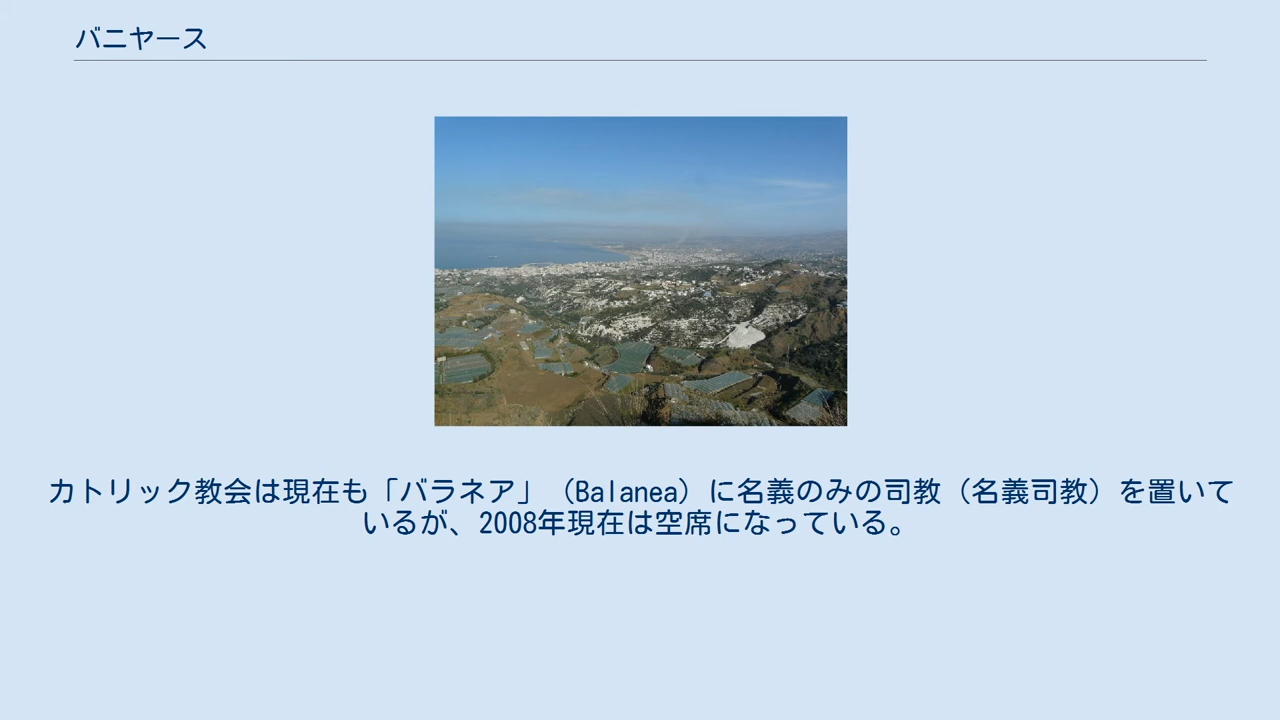 バニヤース
カトリック教会は現在も「バラネア」（Balanea）に名義のみの司教（名義司教）を置いて
いるが、2008年現在は空席になっている。